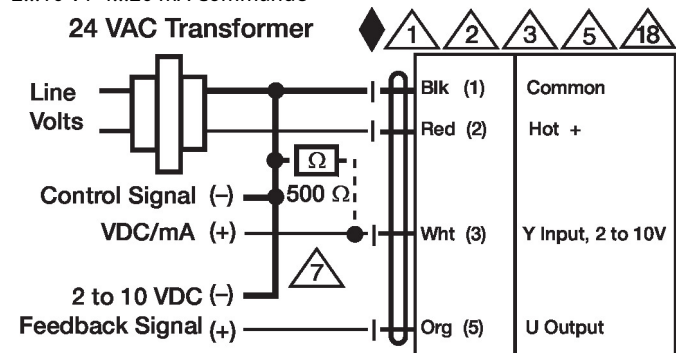 24 VAC Transformer
1 2 3 5 18
Line
Volts
Blk (1) Common
Red (2) Hot +
Ω
500 Ω
Control Signal (–)
VDC/mA (+)
Wht (3) Y Input, 2 to 10V
7
2 to 10 VDC (–)
Feedback Signal (+)
Org (5) U Output